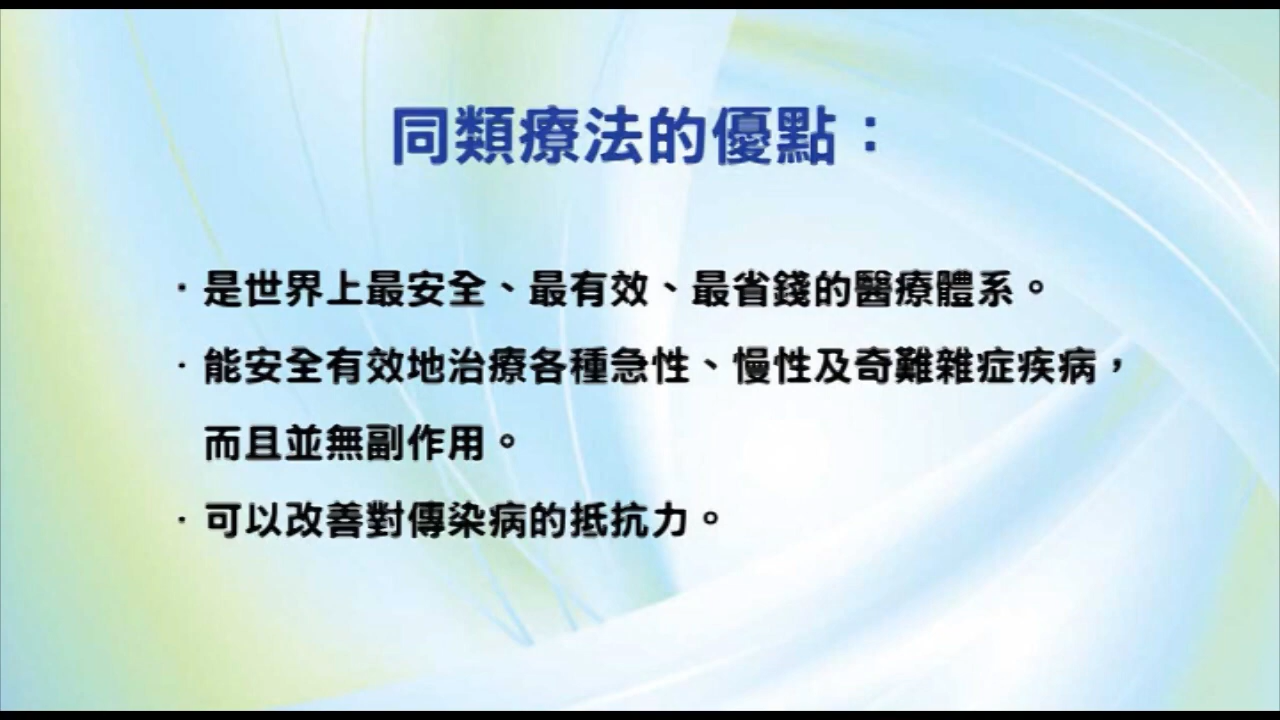 同類療法的優點：
·是世界上最安全、最有效、最省錢的醫療體系。
·能安全有效地治療各種急性、慢性及奇難雜症疾病，
而且並無副作用。
·可以改善對傳染病的抵抗力。